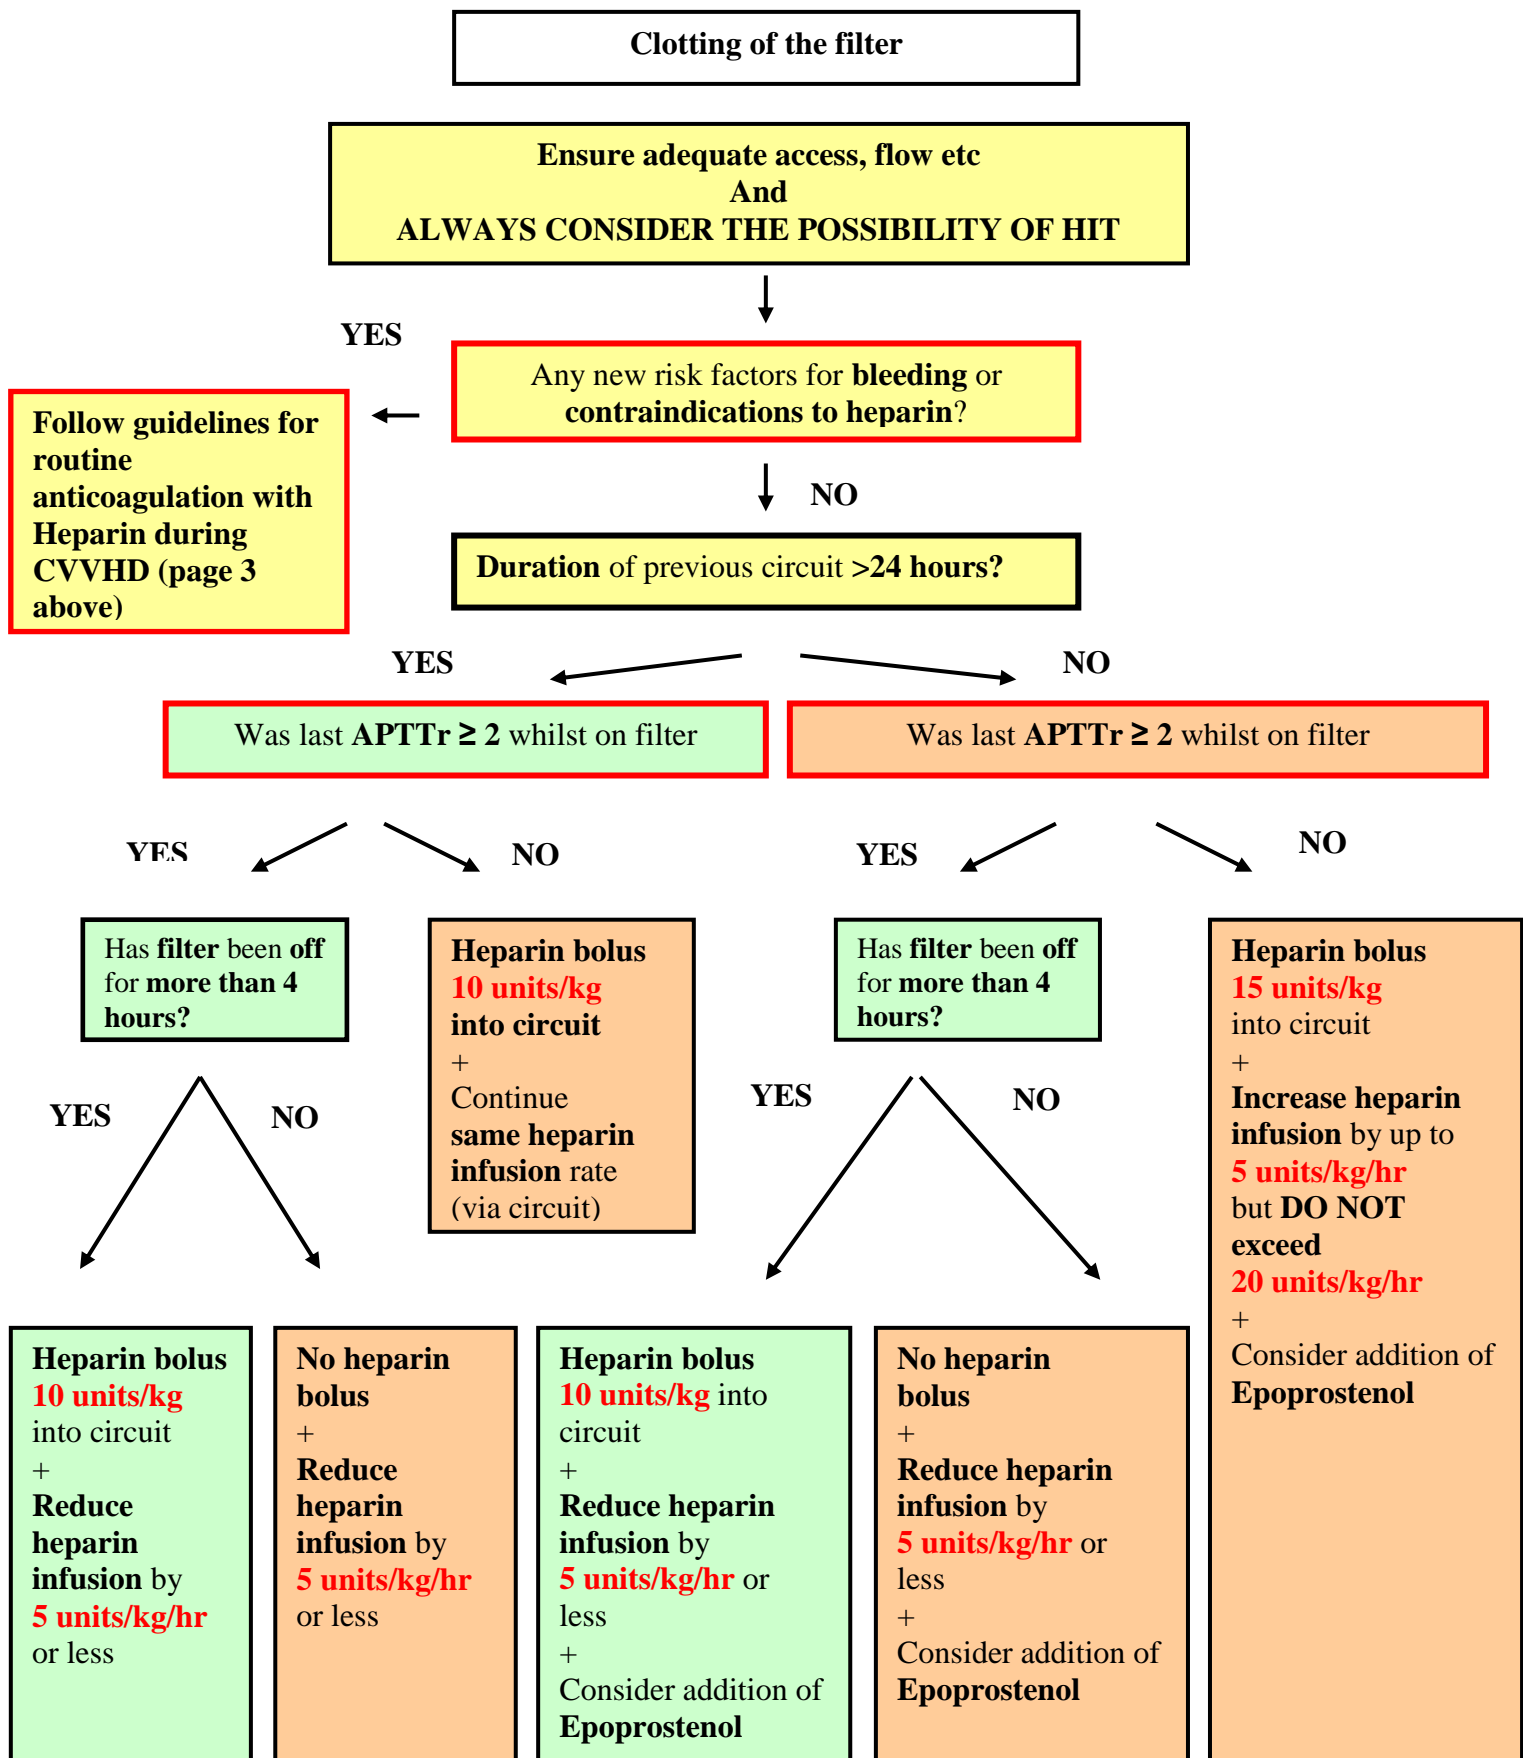 Clotting of the filter
Ensure adequate access, flow etc
And
ALWAYS CONSIDER THE POSSIBILITY OF HIT
YES
Any new risk factors for bleeding or
contraindications to heparin?
Follow guidelines for
routine
anticoagulation with
Heparin during
CVVHD (page 3
above)
NO
Duration of previous circuit >24 hours?
YES
NO
Was last APTTr ≥ 2 whilst on filter
Was last APTTr ≥ 2 whilst on filter
YES
NO
YES
NO
Has filter been off
for more than 4
hours?
Heparin bolus
10 units/kg
into circuit
+
Continue
same heparin
infusion rate
(via circuit)
Has filter been off
for more than 4
hours?
Heparin bolus
15 units/kg
into circuit
+
Increase heparin
infusion by up to
5 units/kg/hr
but DO NOT
exceed
20 units/kg/hr
+
Consider addition of
Epoprostenol
YES
NO
YES
NO
Heparin bolus
10 units/kg
into circuit
+
Reduce
heparin
infusion by
5 units/kg/hr
or less
No heparin
bolus
+
Reduce
heparin
infusion by
5 units/kg/hr
or less
Heparin bolus
10 units/kg into
circuit
+
Reduce heparin
infusion by
5 units/kg/hr or
less
+
Consider addition of
Epoprostenol
No heparin
bolus
+
Reduce heparin
infusion by
5 units/kg/hr or
less
+
Consider addition of
Epoprostenol